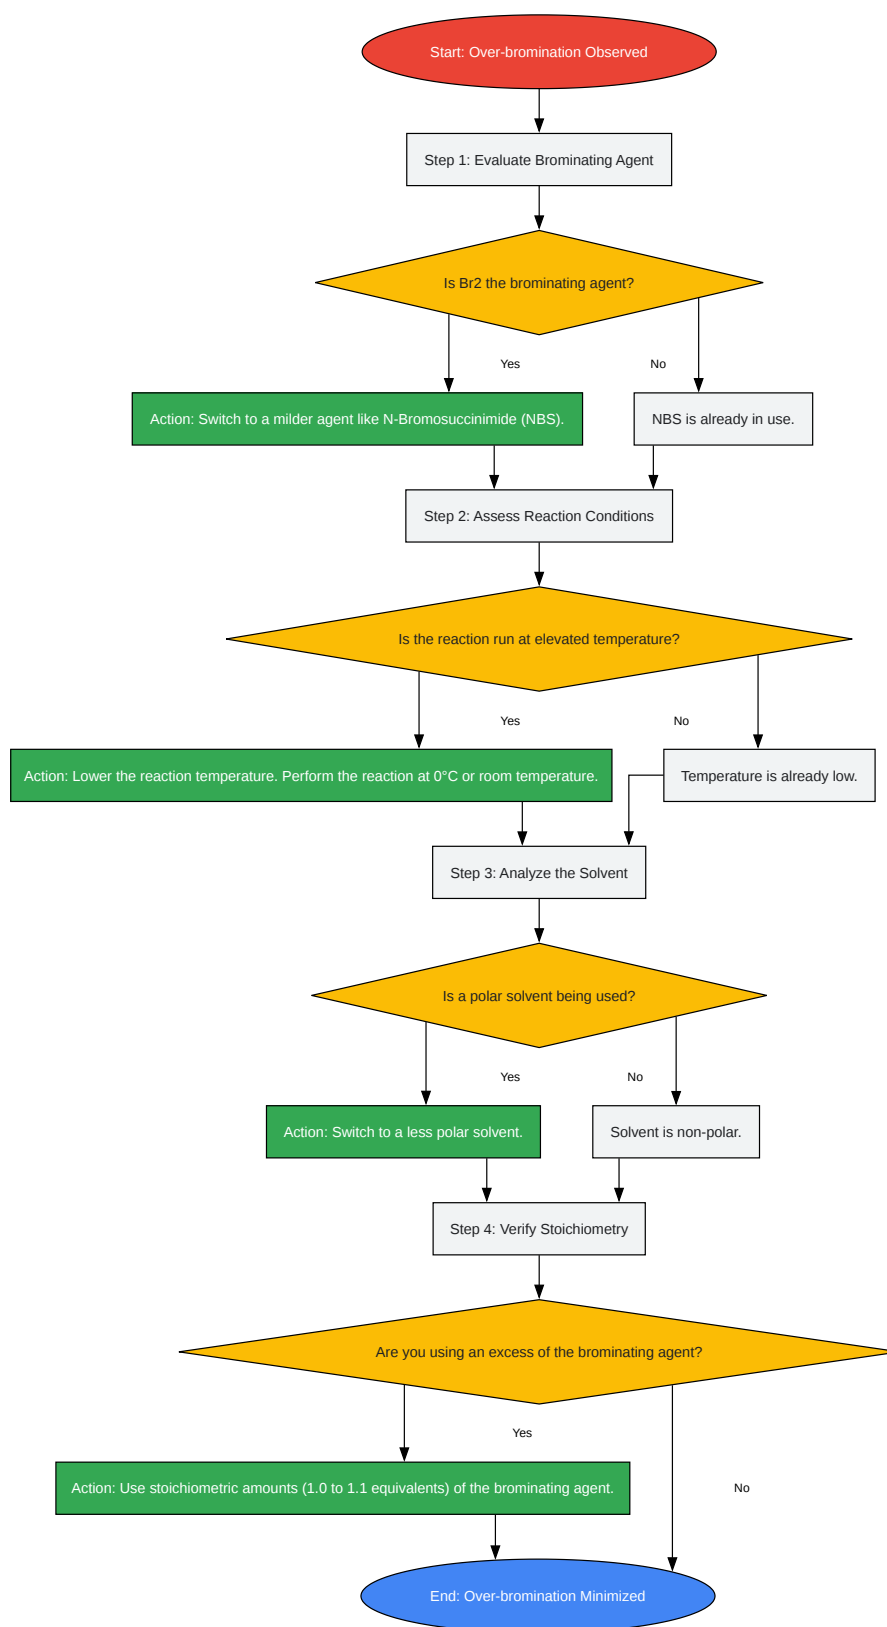 Start: Over-bromination Observed
Step 1: Evaluate Brominating Agent
Is Br2 the brominating agent?
Yes
No
Action: Switch to a milder agent like N-Bromosuccinimide (NBS).
NBS is already in use.
Step 2: Assess Reaction Conditions
Is the reaction run at elevated temperature?
Yes
No
Action: Lower the reaction temperature. Perform the reaction at 0°C or room temperature.
Temperature is already low.
Step 3: Analyze the Solvent
Is a polar solvent being used?
Yes
No
Action: Switch to a less polar solvent.
Solvent is non-polar.
Step 4: Verify Stoichiometry
Are you using an excess of the brominating agent?
Yes
Action: Use stoichiometric amounts (1.0 to 1.1 equivalents) of the brominating agent.
No
End: Over-bromination Minimized